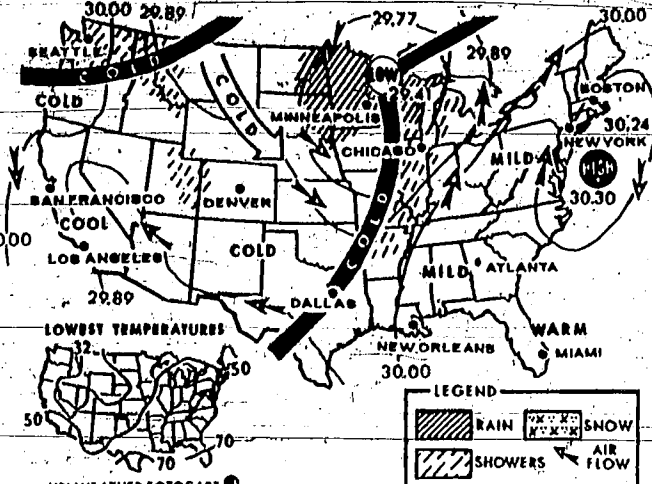 30.00 29.89
29.77
30.00
SEATTLE
COLD
29.89
COLD
LOW
COLD
MINNEAPOLIS
29.41
BOSTON
30.24
NEW YORK
CHICAGO
MILD
HIGH
30.30
SAN FRANCISCO
DENVER
COOL
COLD
COLD
LOS ANGELES
MILD
ATLANTA
29.89
DALLAS
LOWEST TEMPERATURES
NEW ORLEANS
WARM
MIAMI
32
50
30.00
50
70
70
LEGEND
RAIN
SNOW
SHOWERS
AIR
FLOW